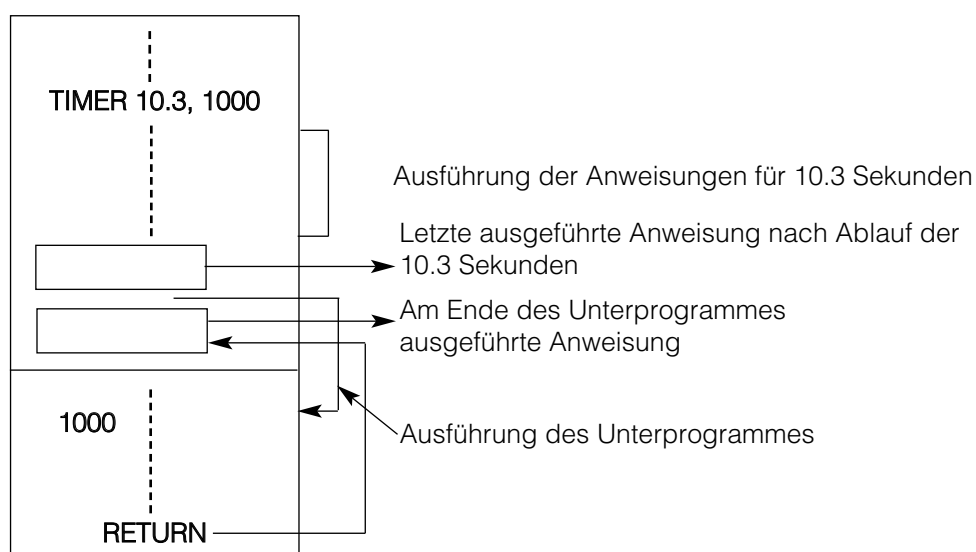 TIMER 10.3, 1000
Ausführung der Anweisungen für 10.3 Sekunden
Letzte ausgeführte Anweisung nach Ablauf der
10.3 Sekunden
Am Ende des Unterprogrammes
ausgeführte Anweisung
1000
Ausführung des Unterprogrammes
RETURN